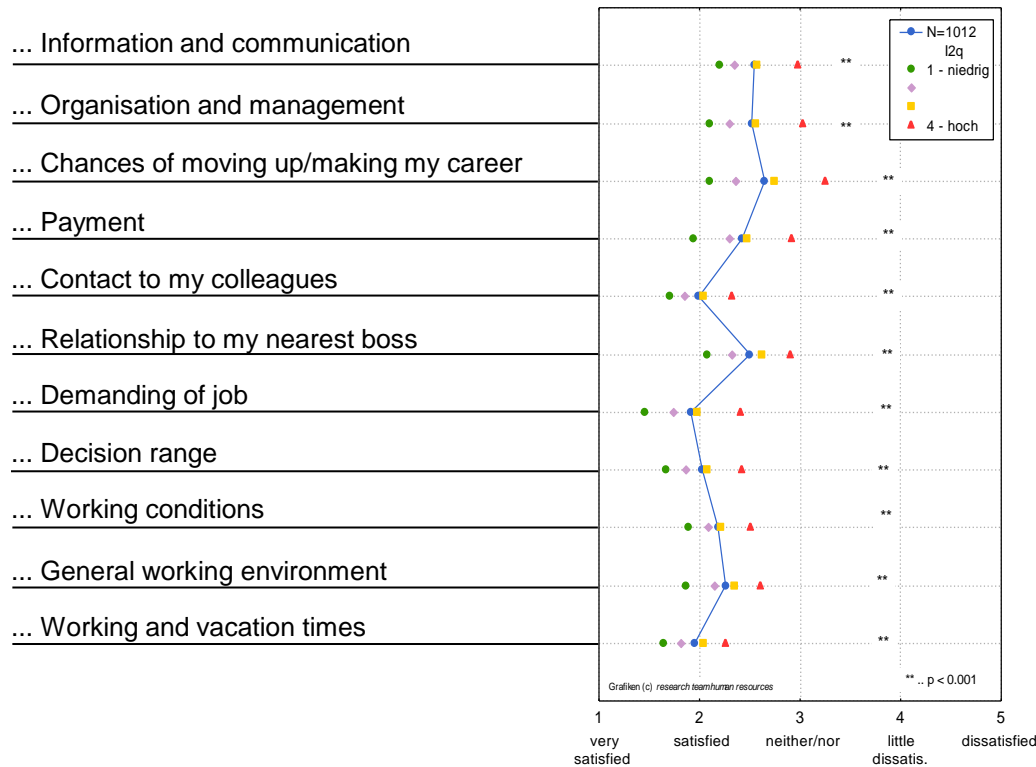 ... Information and communication
... Organisation and management
... Chances of moving up/making my career
... Payment
... Contact to my colleagues
... Relationship to my nearest boss
... Demanding of job
... Decision range
... Working conditions
... General working environment
... Working and vacation times
N=1012
I2q
1 - niedrig
4 - hoch
**
**
**
**
**
**
**
**
**
**
**
** .. p < 0.001
Grafiken (c) research teamhuman resources
1 2 3 4 5
very satisfied neither/nor little dissatisfied
satisfied dissatis.